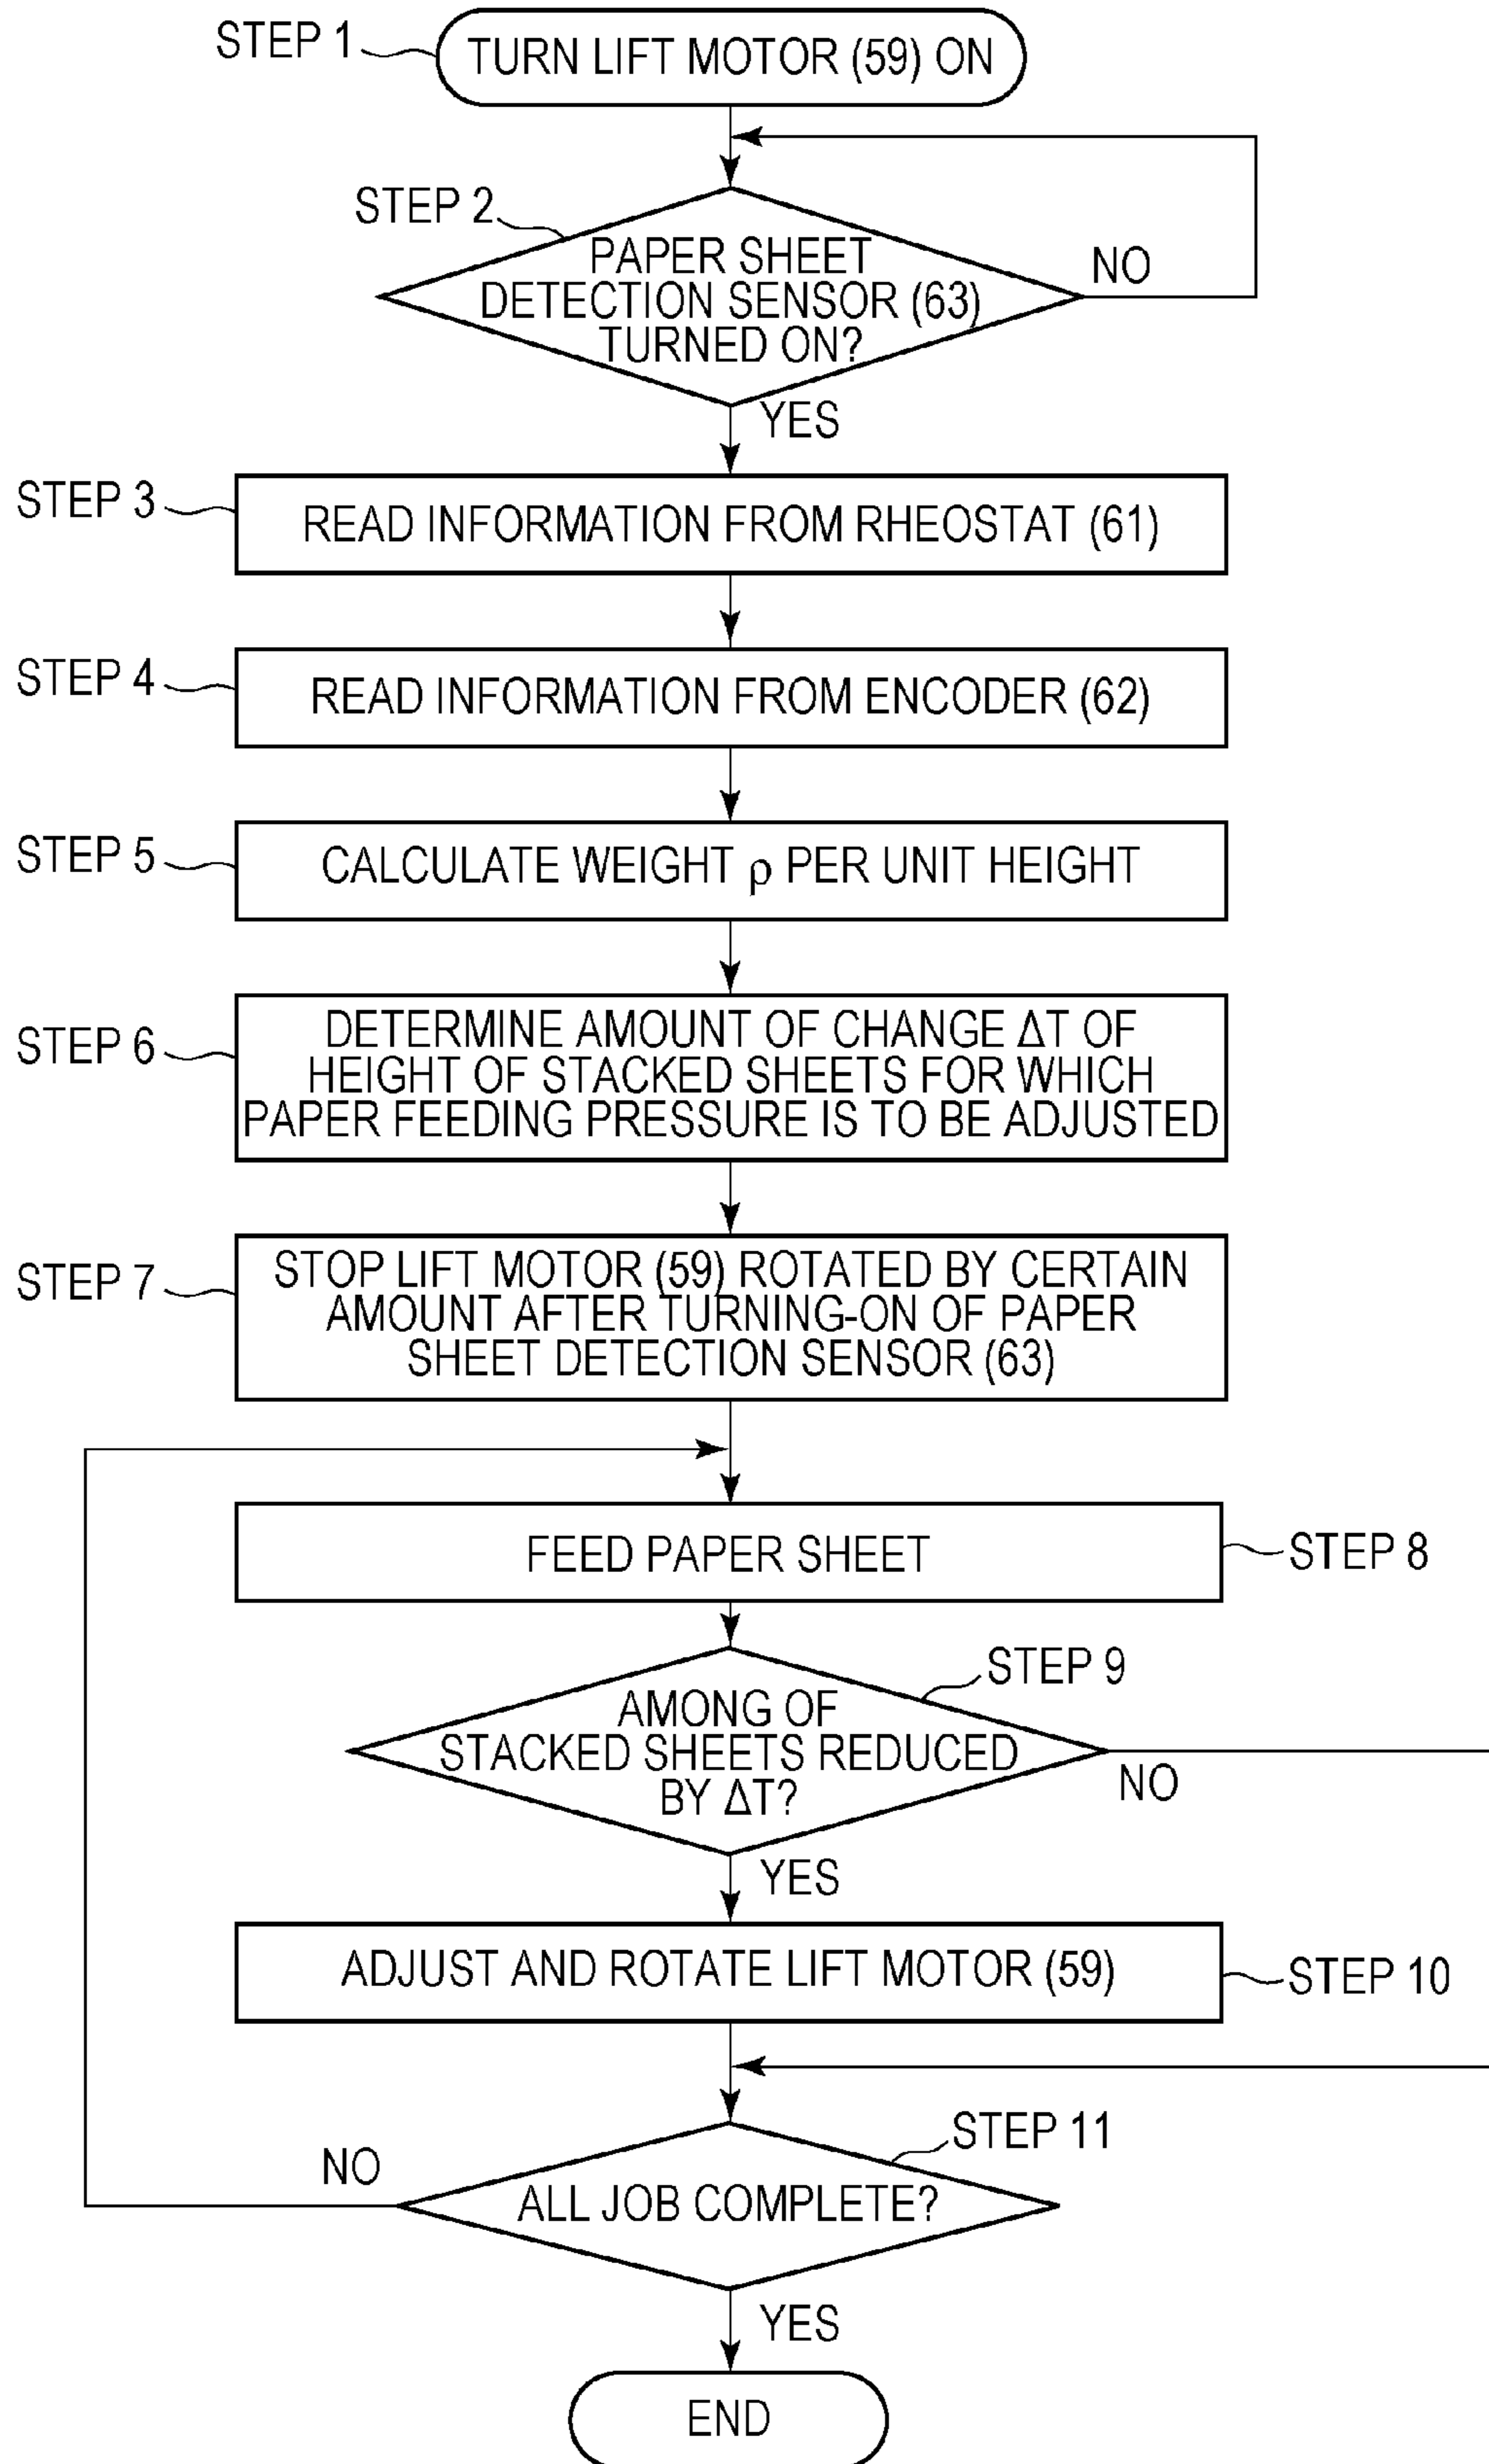 STEP 1
TURN LIFT MOTOR (59) ON
STEP 2
PAPER SHEET
DETECTION SENSOR (63)
TURNED ON?
NO
YES
STEP 3
READ INFORMATION FROM RHEOSTAT (61)
STEP 4
READ INFORMATION FROM ENCODER (62)
STEP 5
CALCULATE WEIGHT ρ PER UNIT HEIGHT
STEP 6
DETERMINE AMOUNT OF CHANGE ΔT OF
HEIGHT OF STACKED SHEETS FOR WHICH
PAPER FEEDING PRESSURE IS TO BE ADJUSTED
STEP 7
STOP LIFT MOTOR (59) ROTATED BY CERTAIN
AMOUNT AFTER TURNING-ON OF PAPER
SHEET DETECTION SENSOR (63)
FEED PAPER SHEET
STEP 8
STEP 9
AMONG OF
STACKED SHEETS REDUCED
BY ΔT?
NO
YES
ADJUST AND ROTATE LIFT MOTOR (59)
STEP 10
STEP 11
NO
ALL JOB COMPLETE?
YES
END